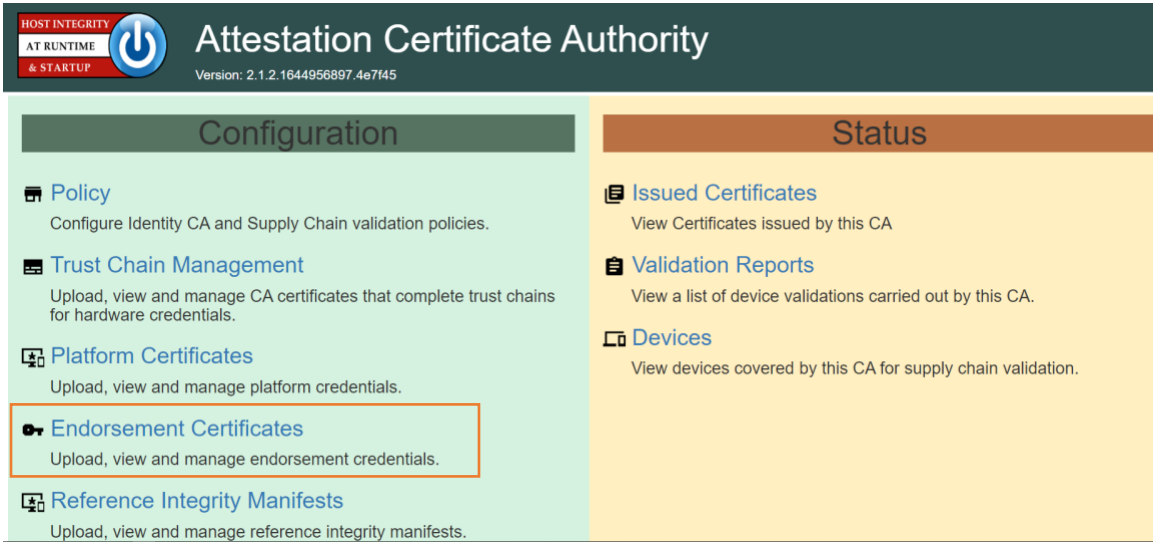 HOST INTEGRITY
AT RUNTIME
& STARTUP
Attestation Certificate Authority
Version: 2.1.2.1644956897.4e7f45
Configuration
Policy
Configure Identity CA and Supply Chain validation policies.
Trust Chain Management
Upload, view and manage CA certificates that complete trust chains
for hardware credentials.
Platform Certificates
Upload, view and manage platform credentials.
Endorsement Certificates
Upload, view and manage endorsement credentials.
Reference Integrity Manifests
Upload, view and manage reference integrity manifests.
Status
Issued Certificates
View Certificates issued by this CA
Validation Reports
View a list of device validations carried out by this CA.
Devices
View devices covered by this CA for supply chain validation.